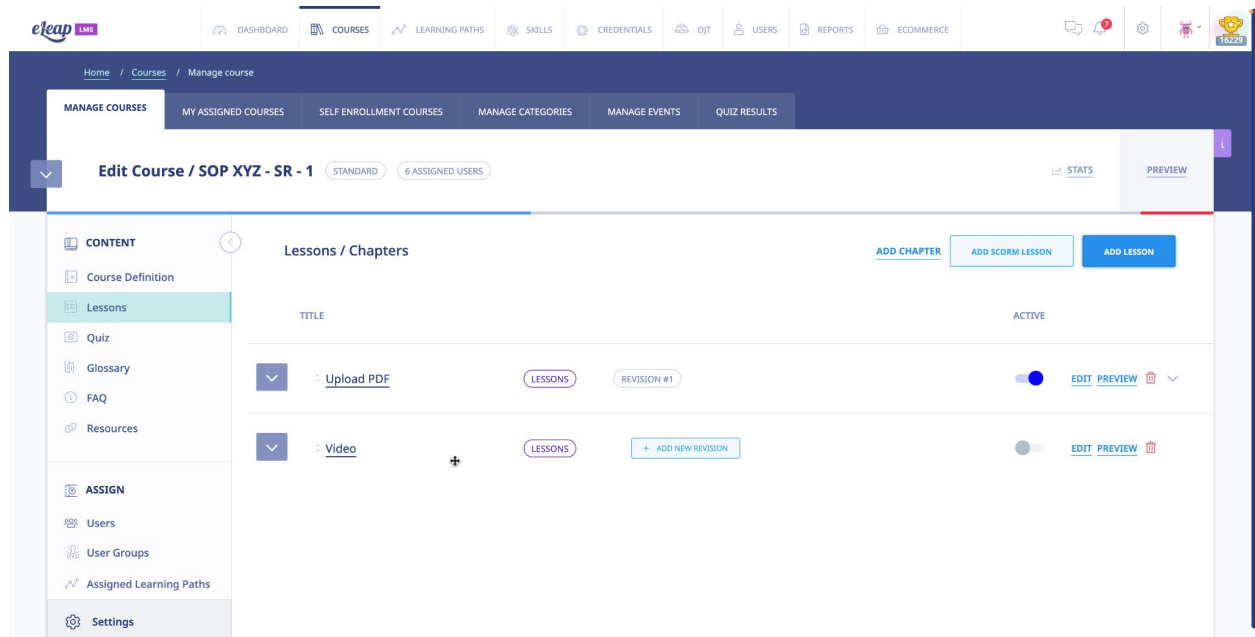 eleap LMS
DASHBOARD COURSES LEARNING PATHS SKILLS CREDENTIALS OJT USERS REPORTS ECOMMERCE 7 16229
Home / Courses / Manage course
MANAGE COURSES MY ASSIGNED COURSES SELF ENROLLMENT COURSES MANAGE CATEGORIES MANAGE EVENTS QUIZ RESULTS
i
Edit Course / SOP XYZ - SR - 1 STANDARD 6 ASSIGNED USERS STATS PREVIEW
CONTENT
Course Definition
Lessons
Quiz
Glossary
FAQ
Resources
ASSIGN
Users
User Groups
Assigned Learning Paths
Settings
Lessons / Chapters ADD CHAPTER ADD SCORM LESSON ADD LESSON
TITLE ACTIVE
Upload PDF LESSONS REVISION #1 EDIT PREVIEW
Video LESSONS + ADD NEW REVISION EDIT PREVIEW